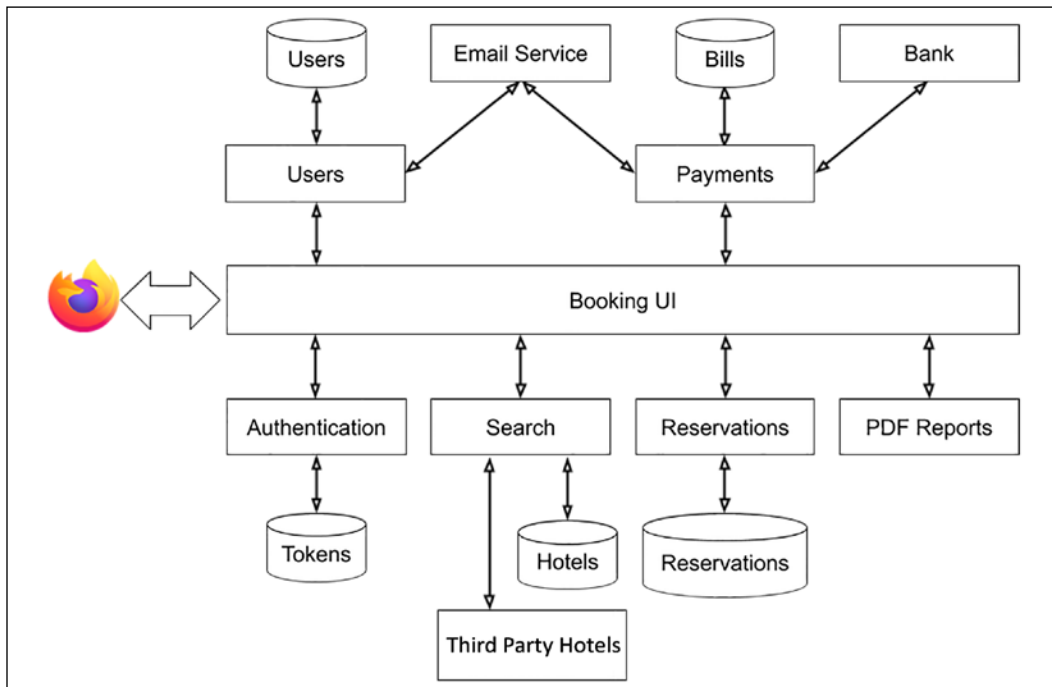 Users
Email Service
Bills
Bank
Users
Payments
Booking UI
Authentication
Search
Reservations
PDF Reports
Tokens
Hotels
Reservations
Third Party Hotels